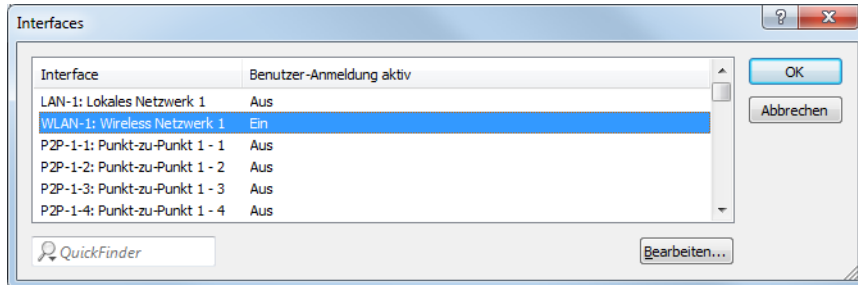 Interfaces
Interface Benutzer-Anmeldung aktiv
LAN-1: Lokales Netzwerk 1 Aus
WLAN-1: Wireless Netzwerk 1 Ein
P2P-1-1: Punkt-zu-Punkt 1 - 1 Aus
P2P-1-2: Punkt-zu-Punkt 1 - 2 Aus
P2P-1-3: Punkt-zu-Punkt 1 - 3 Aus
P2P-1-4: Punkt-zu-Punkt 1 - 4 Aus
OK
Abbrechen
QuickFinder
Bearbeiten...